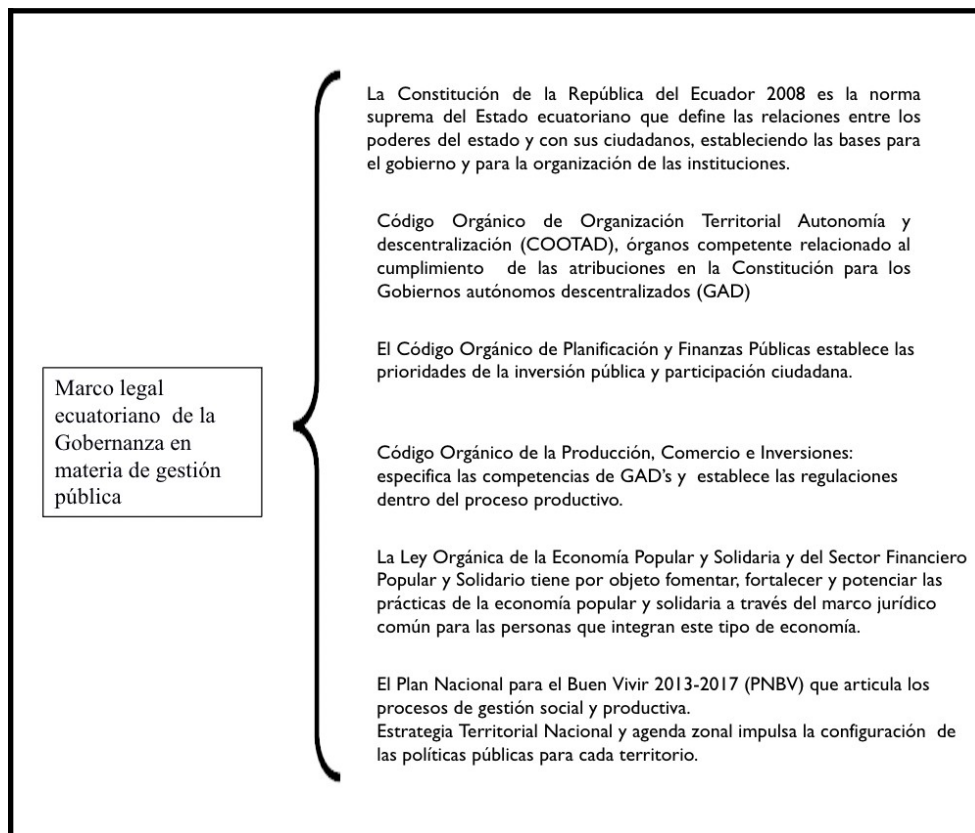 La Constitución de la República del Ecuador 2008 es la norma
suprema del Estado ecuatoriano que define las relaciones entre los
poderes del estado y con sus ciudadanos, estableciendo las bases para
el gobierno y para la organización de las instituciones.
Código Orgánico de Organización Territorial Autonomía y
descentralización (COOTAD), órganos competente relacionado al
cumplimiento de las atribuciones en la Constitución para los
Gobiernos autónomos descentralizados (GAD)
El Código Orgánico de Planificación y Finanzas Públicas establece las
prioridades de la inversión pública y participación ciudadana.
Marco legal
ecuatoriano de la
Gobernanza en
materia de gestión
pública
Código Orgánico de la Producción, Comercio e Inversiones:
especifica las competencias de GAD's y establece las regulaciones
dentro del proceso productivo.
La Ley Orgánica de la Economía Popular y Solidaria y del Sector Financiero
Popular y Solidario tiene por objeto fomentar, fortalecer y potenciar las
prácticas de la economía popular y solidaria a través del marco jurídico
común para las personas que integran este tipo de economía.
El Plan Nacional para el Buen Vivir 2013-2017 (PNBV) que articula los
procesos de gestión social y productiva.
Estrategia Territorial Nacional y agenda zonal impulsa la configuración de
las políticas públicas para cada territorio.